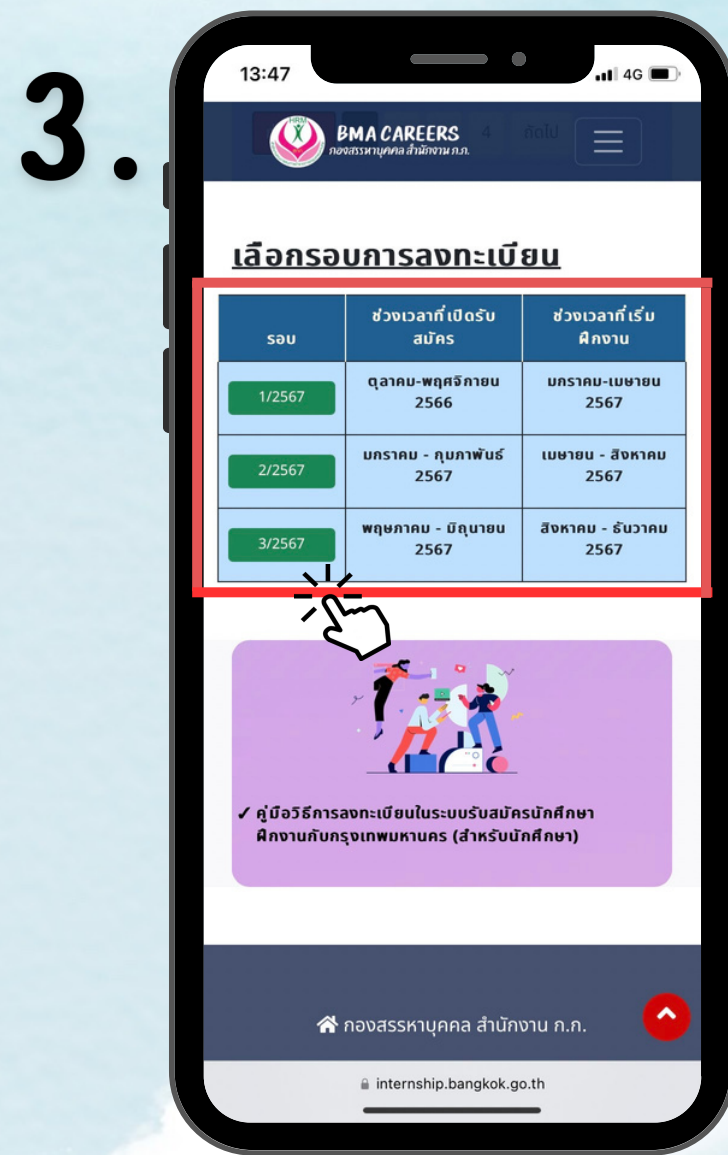 3.
13:47
4G
HRM
BMA CAREERS
กองสรรหาบุคคล สำนักงาน ก.ก.
4 ถัดไป
เลือกรอบการลงทะเบียน
รอบ
ช่วงเวลาที่เปิดรับ
สมัคร
ช่วงเวลาที่เริ่ม
ฝึกงาน
1/2567
ตุลาคม-พฤศจิกายน
2566
มกราคม-เมษายน
2567
2/2567
มกราคม - กุมภาพันธ์
2567
เมษายน - สิงหาคม
2567
3/2567
พฤษภาคม - มิถุนายน
2567
สิงหาคม - ธันวาคม
2567
✓ คู่มือวิธีการลงทะเบียนในระบบรับสมัครนักศึกษา
ฝึกงานกับกรุงเทพมหานคร (สำหรับนักศึกษา)
กองสรรหาบุคคล สำนักงาน ก.ก.
internship.bangkok.go.th